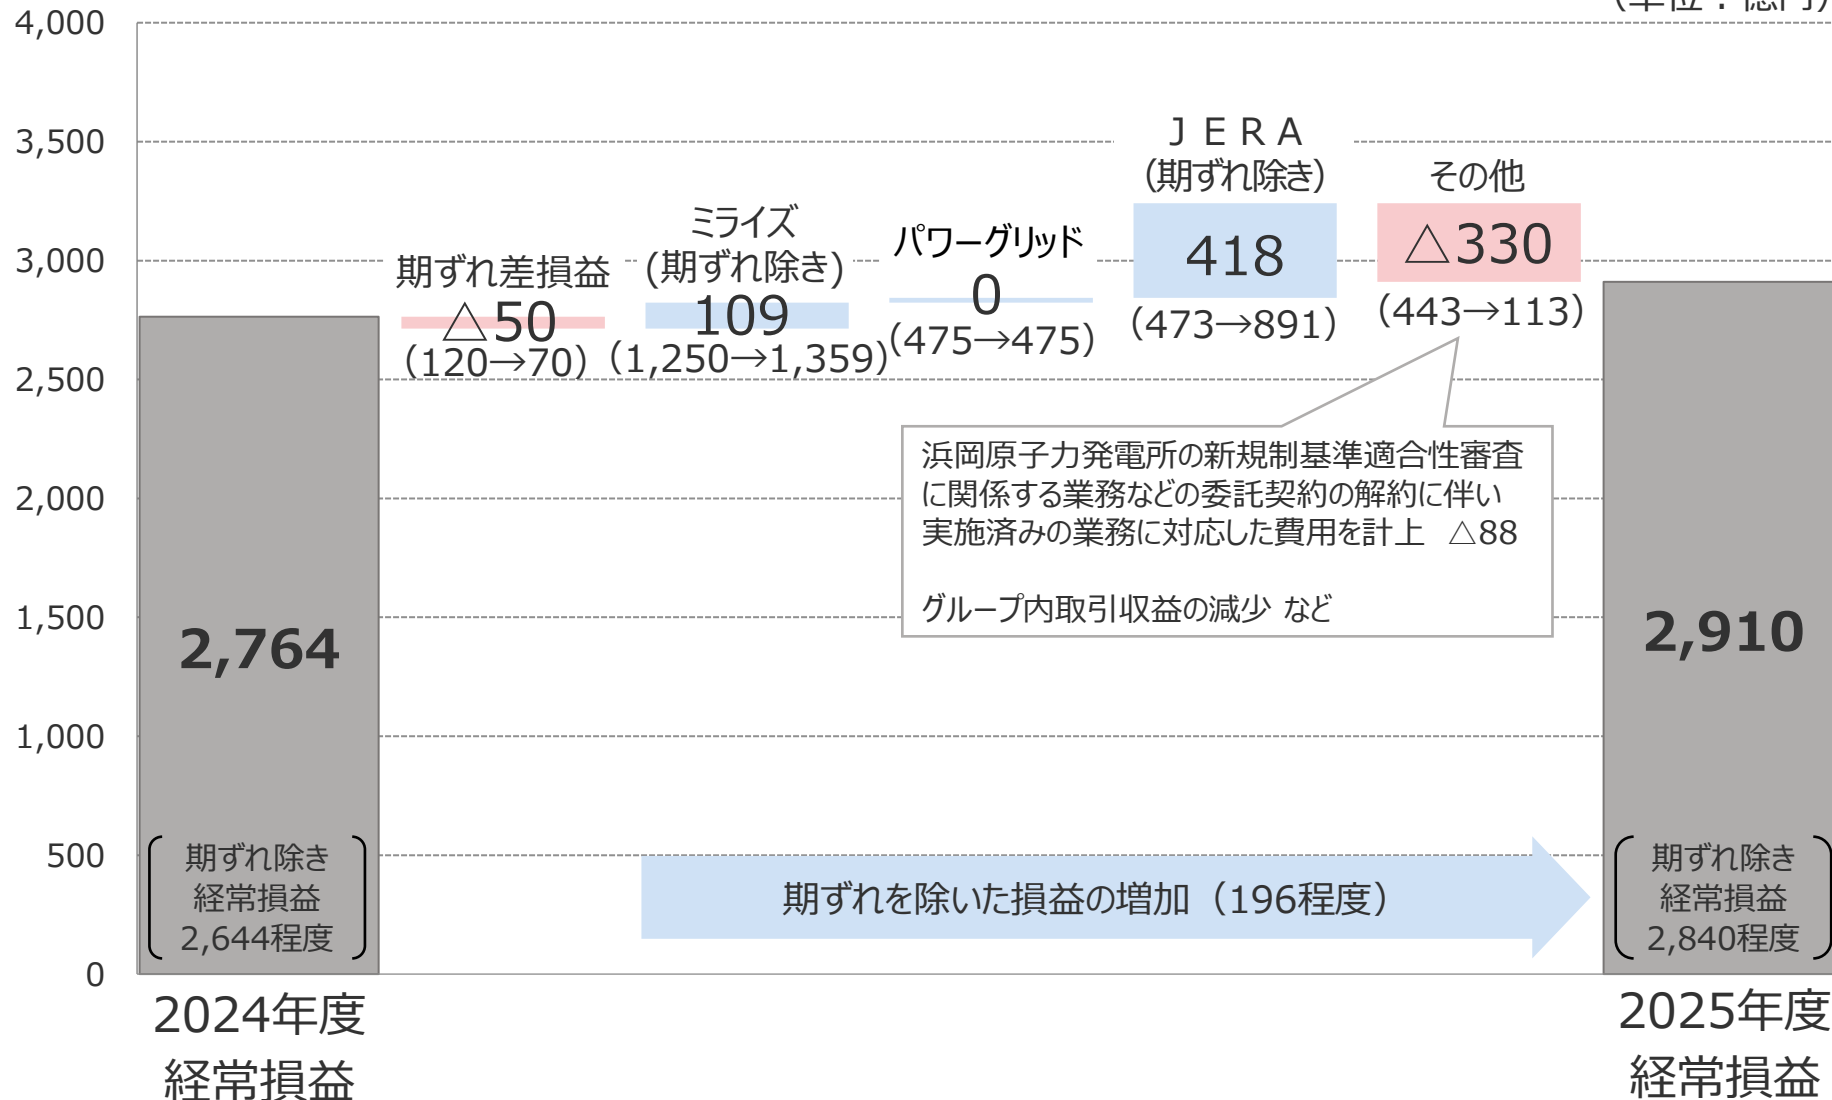 (単位：億円)
4,000
3,500
3,000
2,500
2,000
1,500
1,000
500
0
2,764
期ずれ除き
経常損益
2,644程度
2024年度
経常損益
期ずれ差損益
△50
(120→70)
ミライズ
(期ずれ除き)
109
(1,250→1,359)
パワーグリッド
0
(475→475)
ＪＥＲＡ
(期ずれ除き)
418
(473→891)
その他
△330
(443→113)
浜岡原子力発電所の新規制基準適合性審査
に関係する業務などの委託契約の解約に伴い
実施済みの業務に対応した費用を計上　△88
グループ内取引収益の減少 など
期ずれを除いた損益の増加（196程度）
2,910
期ずれ除き
経常損益
2,840程度
2025年度
経常損益